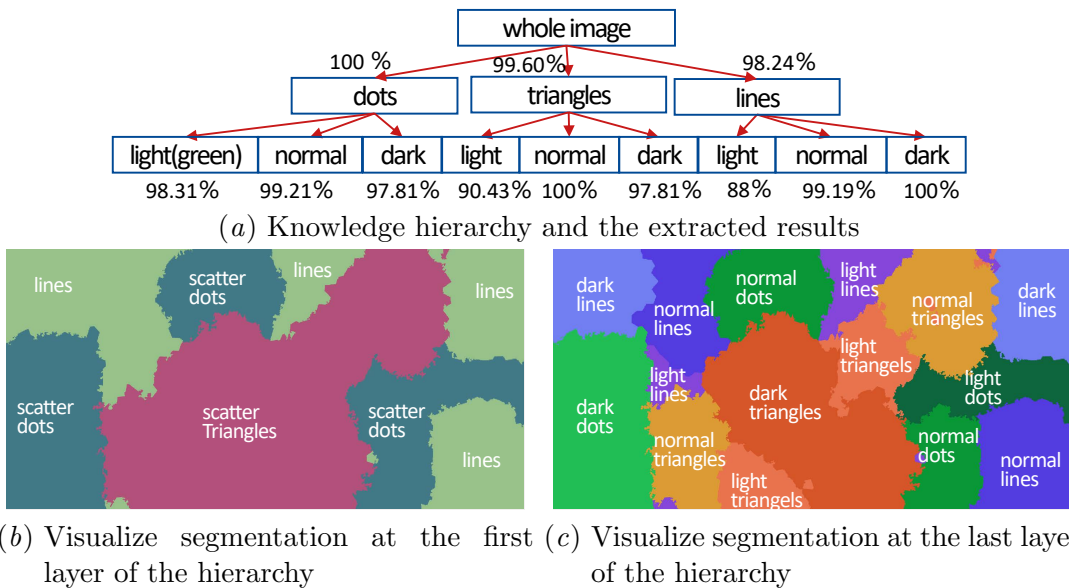 whole image
100 % 99.60% 98.24%
dots triangles lines
light(green) normal dark light normal dark light normal dark
98.31% 99.21% 97.81% 90.43% 100% 97.81% 88% 99.19% 100%
(a) Knowledge hierarchy and the extracted results
lines
scatter
dots
lines
lines
scatter
dots
scatter
Triangles
scatter
dots
lines
dark
lines
normal
lines
normal
dots
light
lines
normal
triangles
dark
lines
light
triangels
light
lines
light
dots
dark
dots
dark
triangles
normal
triangles
normal
dots
normal
lines
light
triangels
(b) Visualize segmentation at the first
layer of the hierarchy
(c) Visualize segmentation at the last laye
of the hierarchy